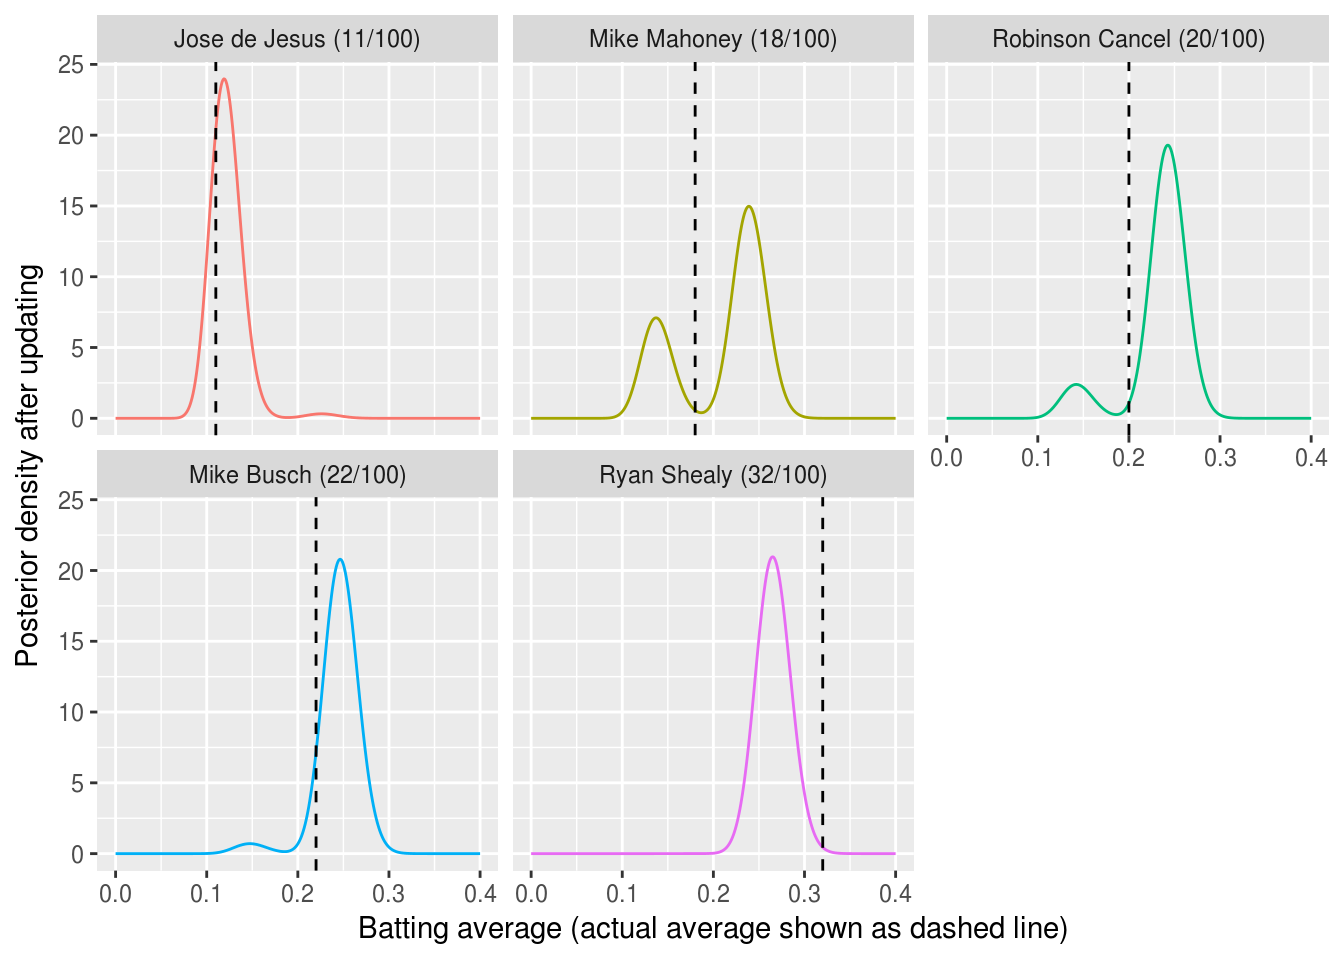 Jose de Jesus (11/100)
Mike Mahoney (18/100)
Robinson Cancel (20/100)
25
20
15
10
5
0
0.0 0.1 0.2 0.3 0.4
Mike Busch (22/100)
Ryan Shealy (32/100)
25
20
15
10
5
0
0.0 0.1 0.2 0.3 0.4
0.0 0.1 0.2 0.3 0.4
Posterior density after updating
Batting average (actual average shown as dashed line)